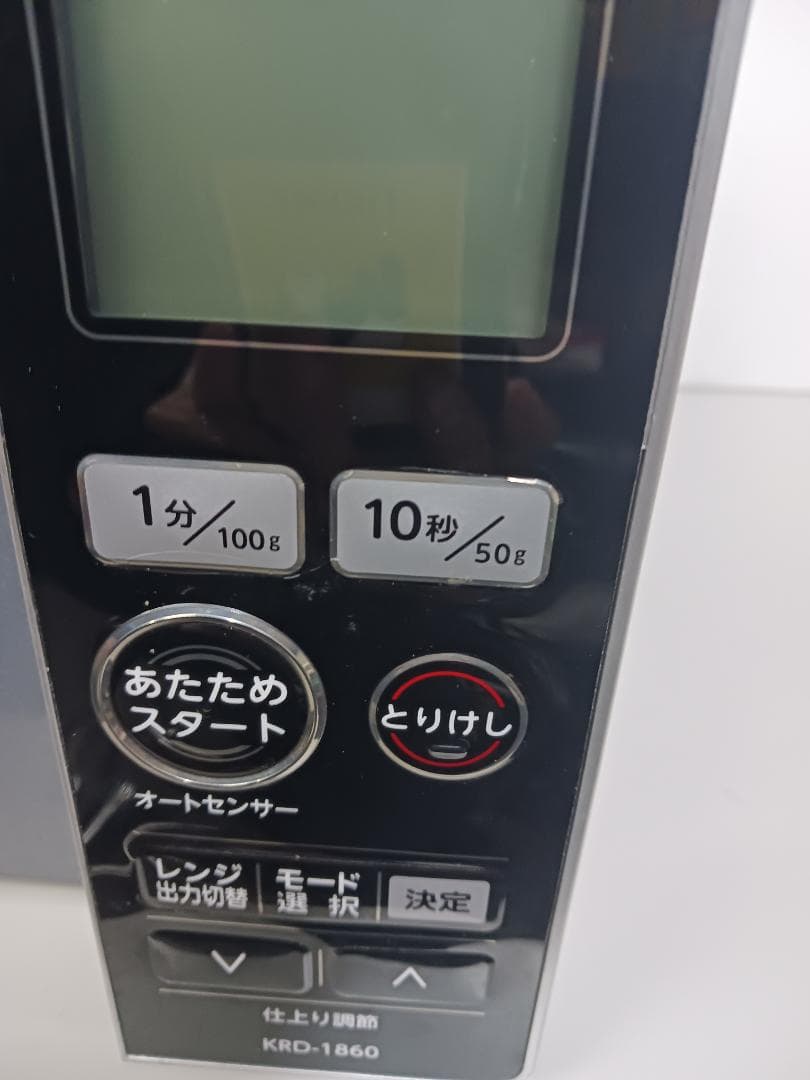 1分/100g
10秒/50g
あたため
スタート
とりけし
オートセンサー
レンジ
出力切替
モード
選択
決定
仕上り調節
KRD-1860